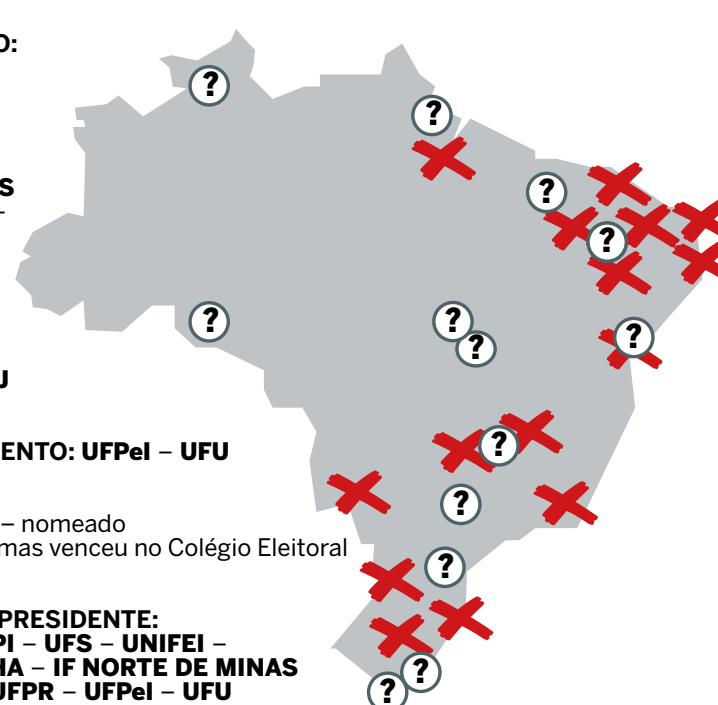 O:
S
–
J
ENTO: UFPel – UFU
– nomeado
mas venceu no Colégio Eleitoral
PRESIDENTE:
PI – UFS – UNIFEI –
HA – IF NORTE DE MINAS
UFPR – UFPel – UFU
?
?
?
?
?
?
?
?
?
?
?
?
?